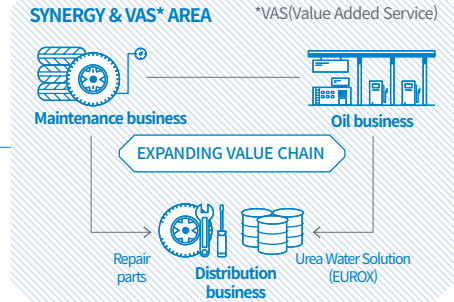 SYNERGY & VAS* AREA
*VAS(Value Added Service)
Maintenance business
Oil business
EXPANDING VALUE CHAIN
Repair
parts
Distribution
business
Urea Water Solution
(EUROX)